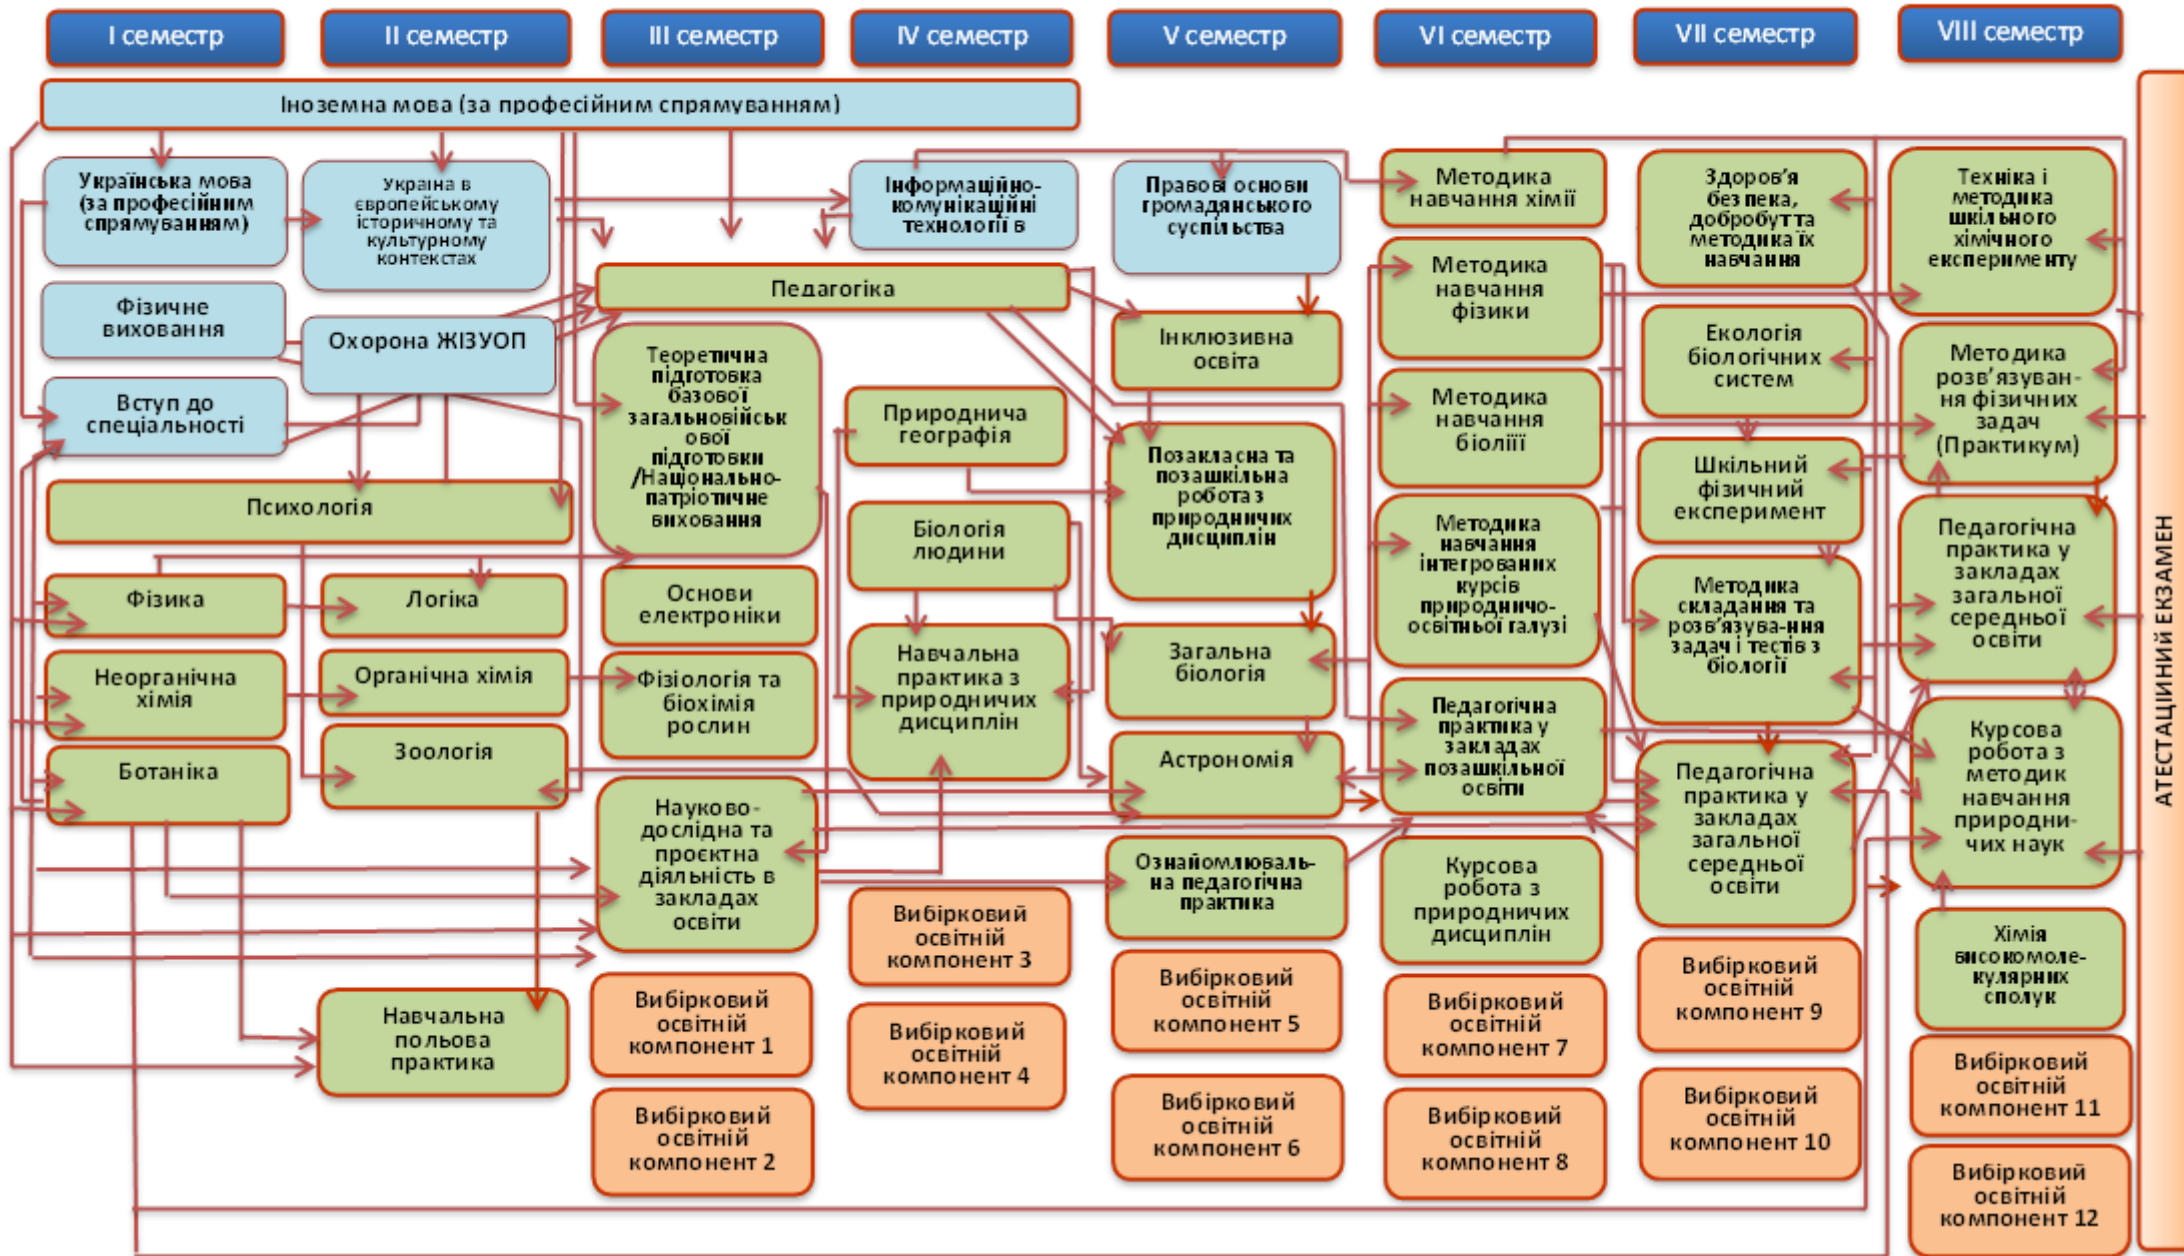 I семестр
II семестр
III семестр
IV семестр
V семестр
VI семестр
VII семестр
VIII семестр
Іноземна мова (за професійним спрямуванням)
Українська мова
(за професійним
спрямуванням)
Фізичне
виховання
Вступ до
спеціальності
Україна в
європейському
історичному та
культурному
контекстах
Охорона ЖІЗУОП
Психологія
Фізика
Неорганічна
хімія
Ботаніка
Логіка
Органічна хімія
Зоологія
Навчальна
польова
практика
Педагогіка
Теоретична
підготовка
базової
загальновійськ
ової
підготовки
/Національно-
патріотичне
виховання
Основи
електроніки
Фізіологія та
біохімія
рослин
Науково-
дослідна та
проєктна
діяльність в
закладах
освіти
Вибірковий
освітній
компонент 1
Вибірковий
освітній
компонент 2
Інформаційно-
комунікаційні
технології в
Природнича
географія
Біологія
людини
Навчальна
практика з
природничих
дисциплін
Вибірковий
освітній
компонент 3
Вибірковий
освітній
компонент 4
Правові основи
громадянського
суспільства
Інклюзивна
освіта
Позакласна та
позашкільна
робота з
природничих
дисциплін
Загальна
біологія
Астрономія
Ознайомлюваль-
на педагогічна
практика
Вибірковий
освітній
компонент 5
Вибірковий
освітній
компонент 6
Методика
навчання хімії
Методика
навчання
фізики
Методика
навчання
біоліїї
Методика
навчання
інтегрованих
курсів
природничо-
освітньої галузі
Педагогічна
практика у
закладах
позашкільної
освіти
Курсова
робота з
природничих
дисциплін
Вибірковий
освітній
компонент 7
Вибірковий
освітній
компонент 8
Здоров'я
безпека,
добробут та
методика їх
навчання
Екологія
біологічних
систем
Шкільний
фізичний
експеримент
Методика
складання та
розв'язува-ння
задач і тестів з
біології
Педагогічна
практика у
закладах
загальної
середньої
освіти
Вибірковий
освітній
компонент 9
Вибірковий
освітній
компонент 10
Техніка і
методика
шкільного
хімічного
експерименту
Методика
розв'язуван-
ня фізичних
задач
(Практикум)
Педагогічна
практика у
закладах
загальної
середньої
освіти
Курсова
робота з
методик
навчання
природни-
чих наук
Хімія
високомоле-
кулярних
сполук
Вибірковий
освітній
компонент 11
Вибірковий
освітній
компонент 12
АТЕСТАЦІЙНИЙ ЕКЗАМЕН